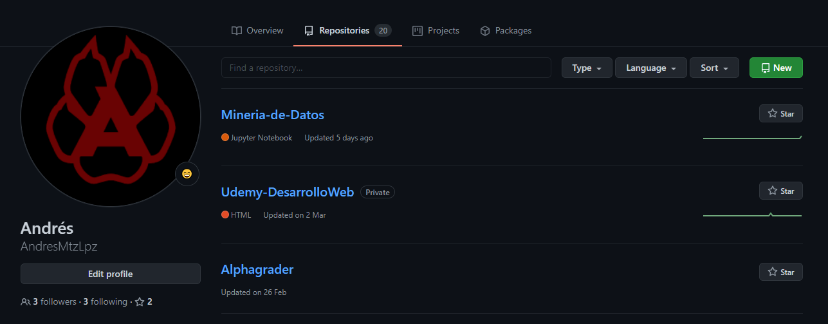 Overview
Repositories 20
Projects
Packages
Find a repository...
Type
Language
Sort
New
Mineria-de-Datos
Star
Jupyter Notebook Updated 5 days ago
Udemy-DesarrolloWeb Private
Star
HTML Updated on 2 Mar
Alphagrader
Star
Updated on 26 Feb
A
Andrés
AndresMtzLpz
Edit profile
3 followers · 3 following · 2